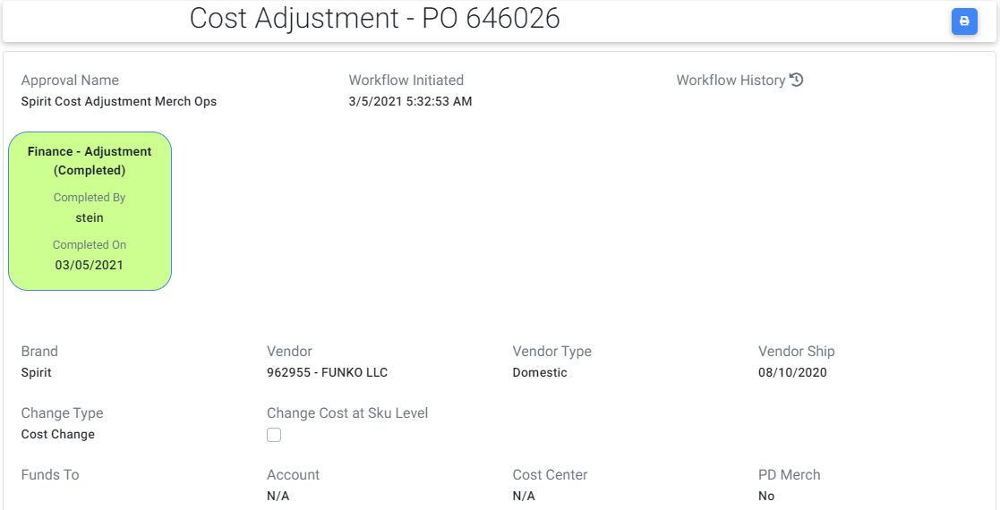 Cost Adjustment - PO 646026
Approval Name
Workflow Initiated
Workflow History
Spirit Cost Adjustment Merch Ops
3/5/2021 5:32:53 AM
Finance - Adjustment
(Completed)
Completed By
stein
Completed On
03/05/2021
Brand
Vendor
Vendor Type
Vendor Ship
Spirit
962955 - FUNKO LLC
Domestic
08/10/2020
Change Type
Change Cost at Sku Level
Cost Change
Funds To
Account
Cost Center
PD Merch
N/A
N/A
No